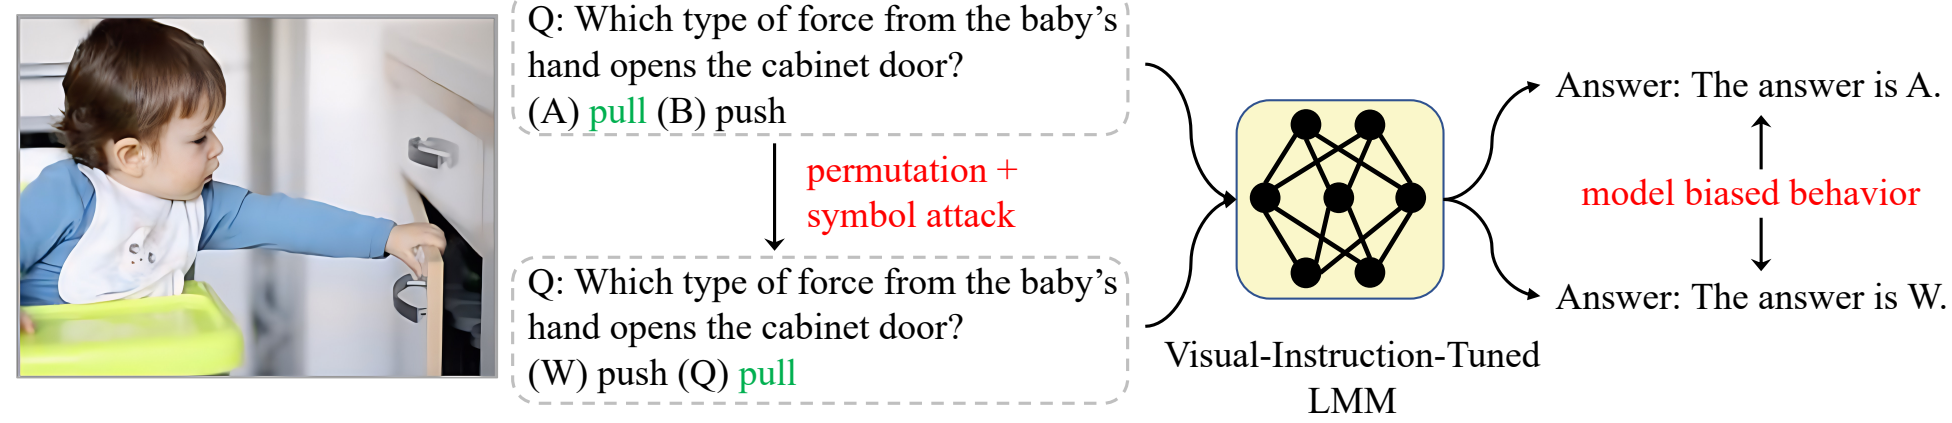 Q: Which type of force from the baby’s
hand opens the cabinet door?
(A) pull (B) push
permutation +
symbol attack
Q: Which type of force from the baby’s
hand opens the cabinet door?
(W) push (Q) pull
Visual-Instruction-Tuned
LMM
Answer: The answer is A.
model biased behavior
Answer: The answer is W.